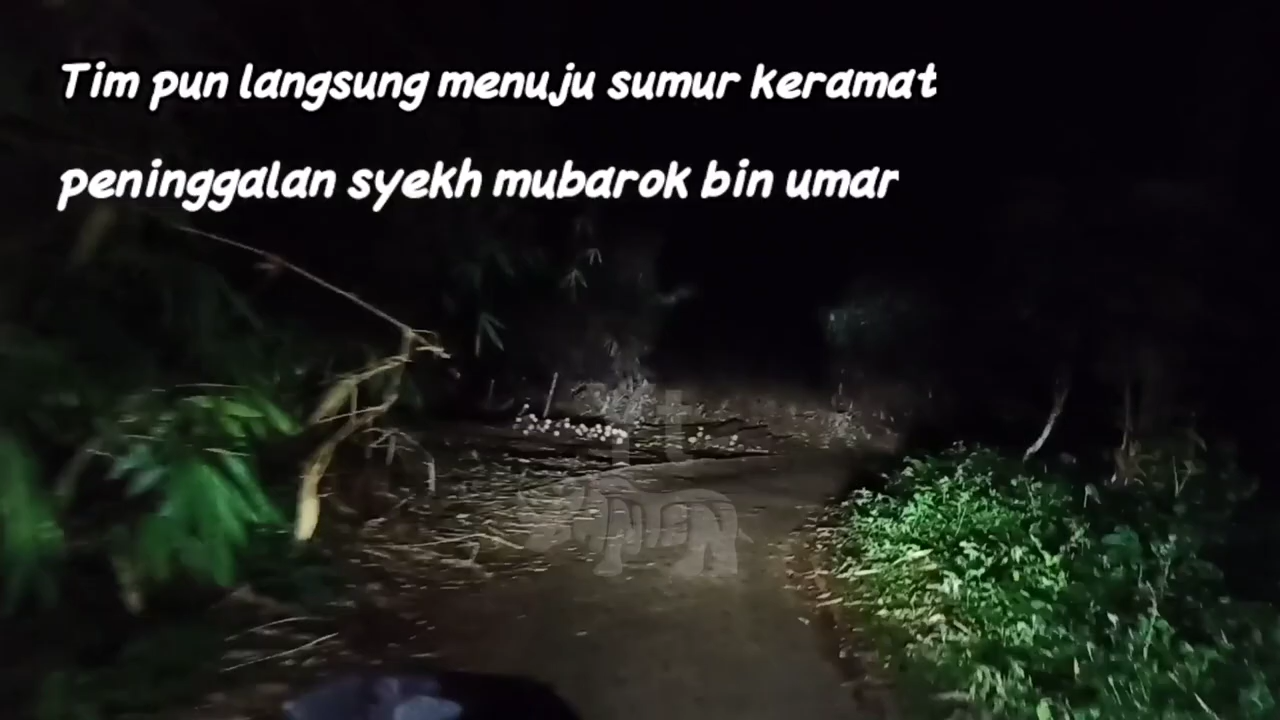 Tim pun langsung menuju sumur keramat
peninggalan syekh mubarok bin umar